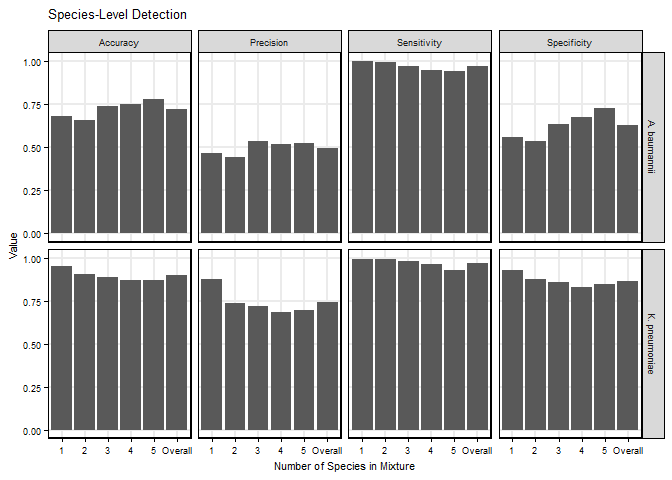 Species-Level Detection
Accuracy Precision Sensitivity Specificity
1.00
0.75
0.50
0.25
0.00
A. baumannii
Value
1.00
0.75
0.50
0.25
0.00
K. pneumoniae
1 2 3 4 5 Overall 1 2 3 4 5 Overall 1 2 3 4 5 Overall 1 2 3 4 5 Overall
Number of Species in Mixture